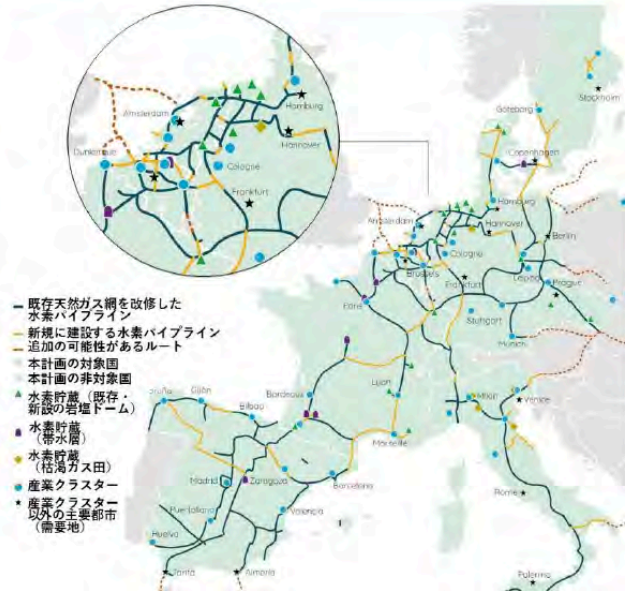 Amsterdam
Hamburg
Hannover
Dunkerque
Cologne
Frankfurt
Stockholm
Göteborg
Copenhagen
Hamburg
Amsterdam
Hannover
Berlin
Cologne
Brussels
Leipzig
Frankfurt
Prague
Paris
Stuttgart
Munich
既存天然ガス網を改修した
水素パイプライン
新規に建設する水素パイプライン
追加の可能性があるルート
本計画の対象国
本計画の非対象国
水素貯蔵(既存・
新設の岩塩ドーム)
水素貯蔵
(帯水層)
水素貯蔵
(枯渇ガス田)
産業クラスター
産業クラスター
以外の主要都市
(需要地)
Lyon
Milan
Venice
Gijón
Bordeaux
Bilbao
Marseille
Madrid
Zaragoza
Barcelona
Rome
Puertollano
Valencia
Huelva
Almeria
Palermo